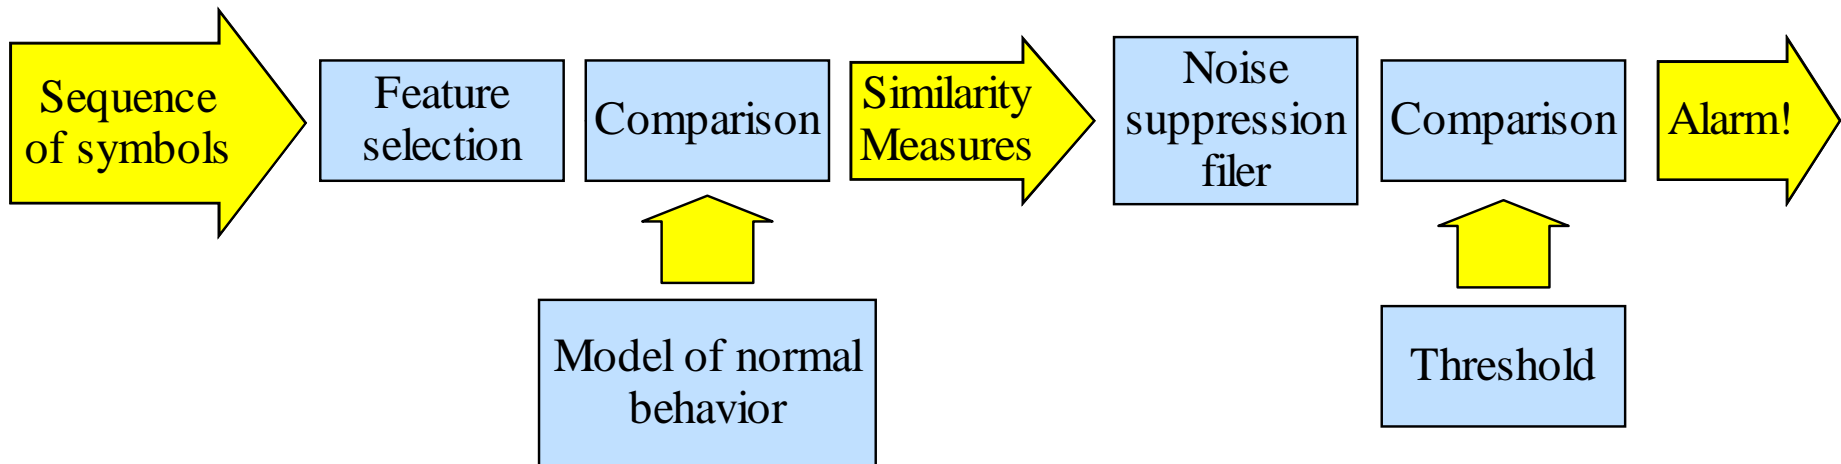 Sequence
of symbols
Feature
selection
Comparison
Similarity
Measures
Noise
suppression
filer
Comparison
Alarm!
Model of normal
behavior
Threshold